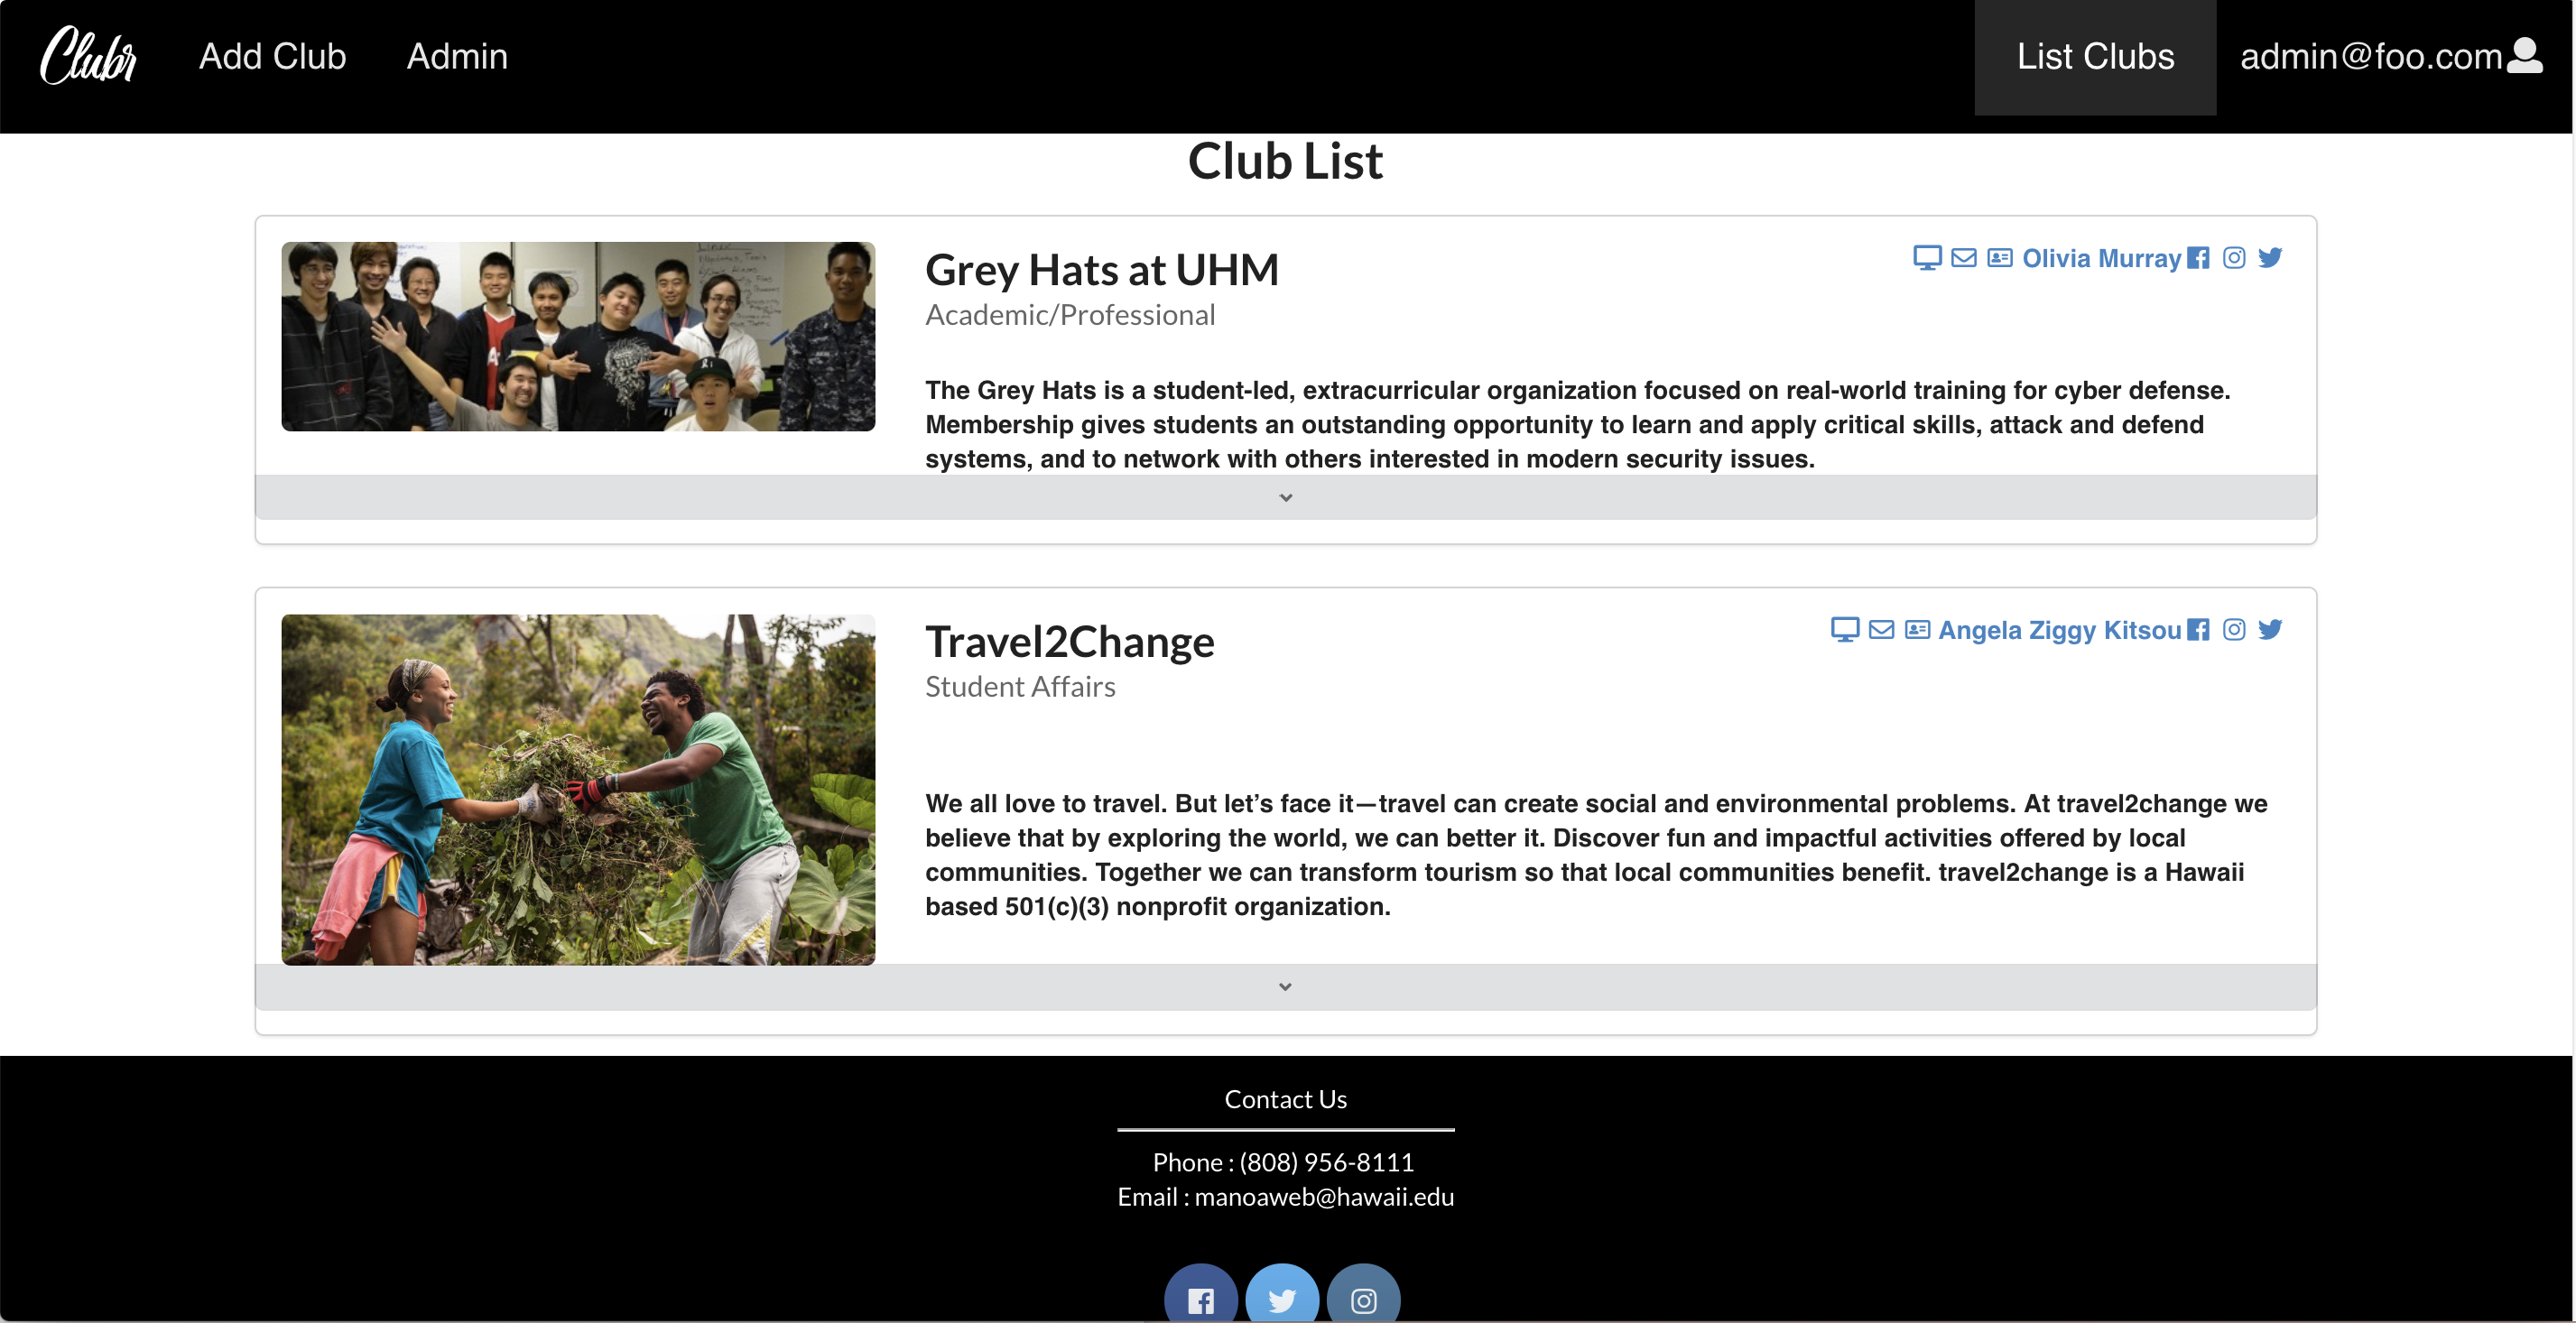 Clubr
Add Club
Admin
List Clubs
admin@foo.com
Club List
Grey Hats at UHM
Olivia Murray
Academic/Professional
The Grey Hats is a student-led, extracurricular organization focused on real-world training for cyber defense.
Membership gives students an outstanding opportunity to learn and apply critical skills, attack and defend
systems, and to network with others interested in modern security issues.
Travel2Change
Angela Ziggy Kitsou
Student Affairs
We all love to travel. But let’s face it—travel can create social and environmental problems. At travel2change we
believe that by exploring the world, we can better it. Discover fun and impactful activities offered by local
communities. Together we can transform tourism so that local communities benefit. travel2change is a Hawaii
based 501(c)(3) nonprofit organization.
Contact Us
Phone : (808) 956-8111
Email : manoaweb@hawaii.edu